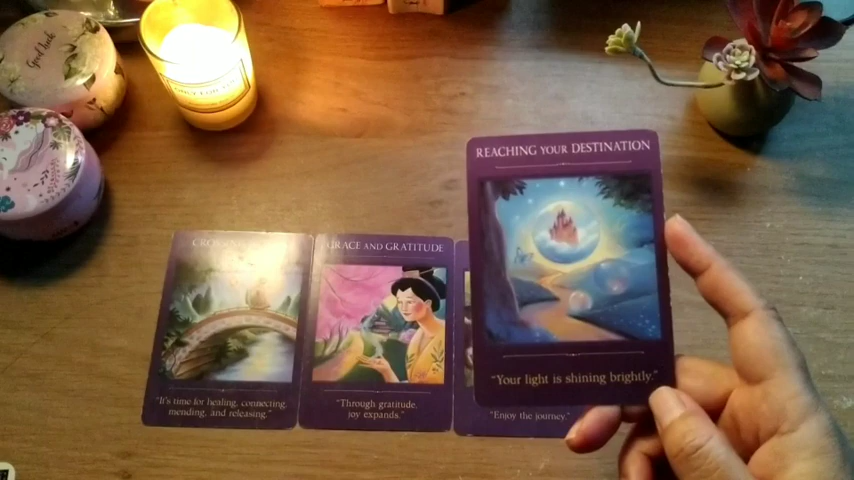 Good luck
REACHING YOUR DESTINATION
GRACE AND GRATITUDE
"Your light is shining brightly."
"It's time for healing, connecting,
mending, and releasing."
"Through gratitude,
joy expands."
"Enjoy the journey."